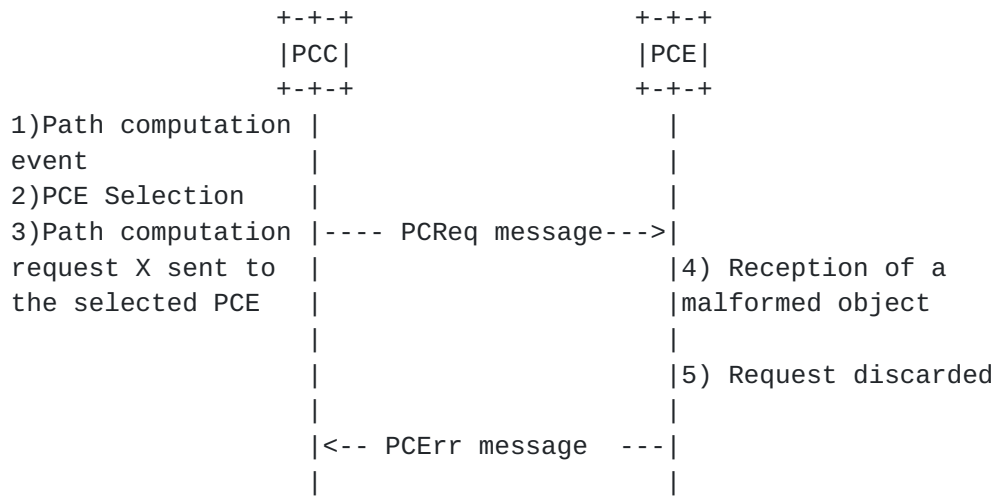 +-+-+                  +-+-+
|PCC|                  |PCE|
+-+-+                  +-+-+
1)Path computation |                      |
event              |                      |
2)PCE Selection    |                      |
3)Path computation |---- PCReq message--->|
request X sent to  |                      |4) Reception of a
the selected PCE   |                      |malformed object
|                      |
|                      |5) Request discarded
|                      |
|<-- PCErr message  ---|
|                      |